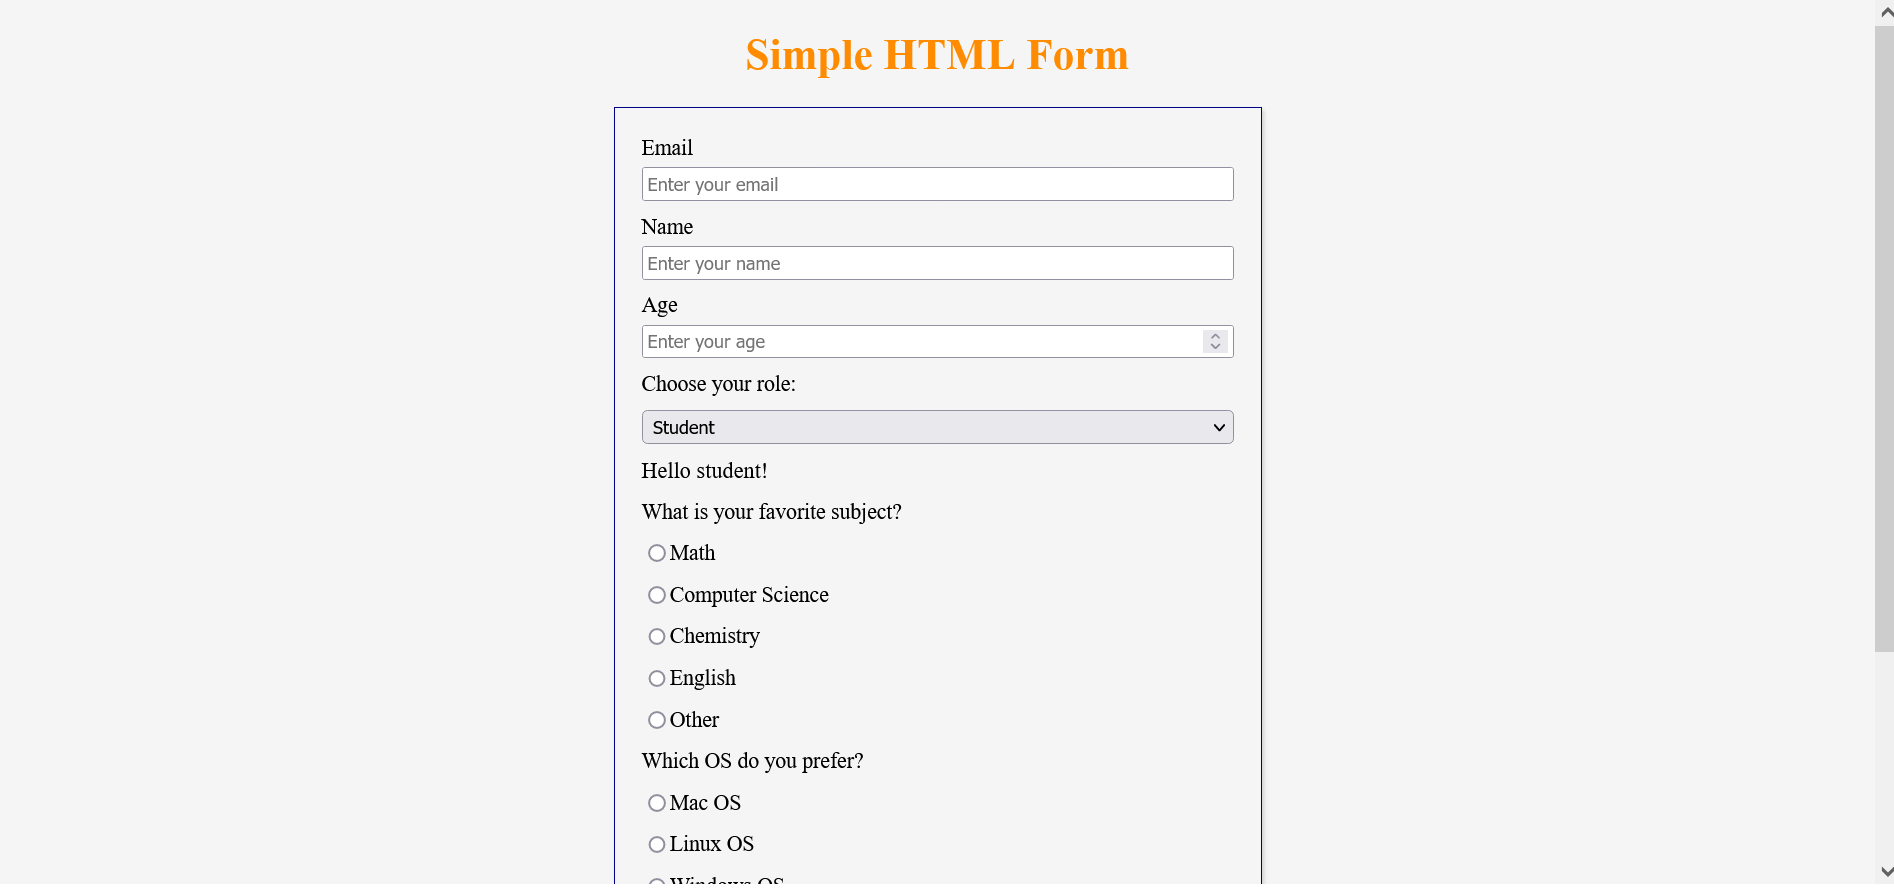 Simple HTML Form
Email
Enter your email
Name
Enter your name
Age
Enter your age
Choose your role:
Student
Hello student!
What is your favorite subject?
Math
Computer Science
Chemistry
English
Other
Which OS do you prefer?
Mac OS
Linux OS
Windows OS